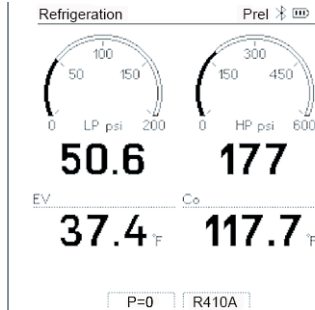 Refrigeration Prel
100 300
50 150 150 450
0 LP psi 200 0 HP psi 600
50.6 177
EV Co
37.4 °F 117.7 °F
P=0 R410A